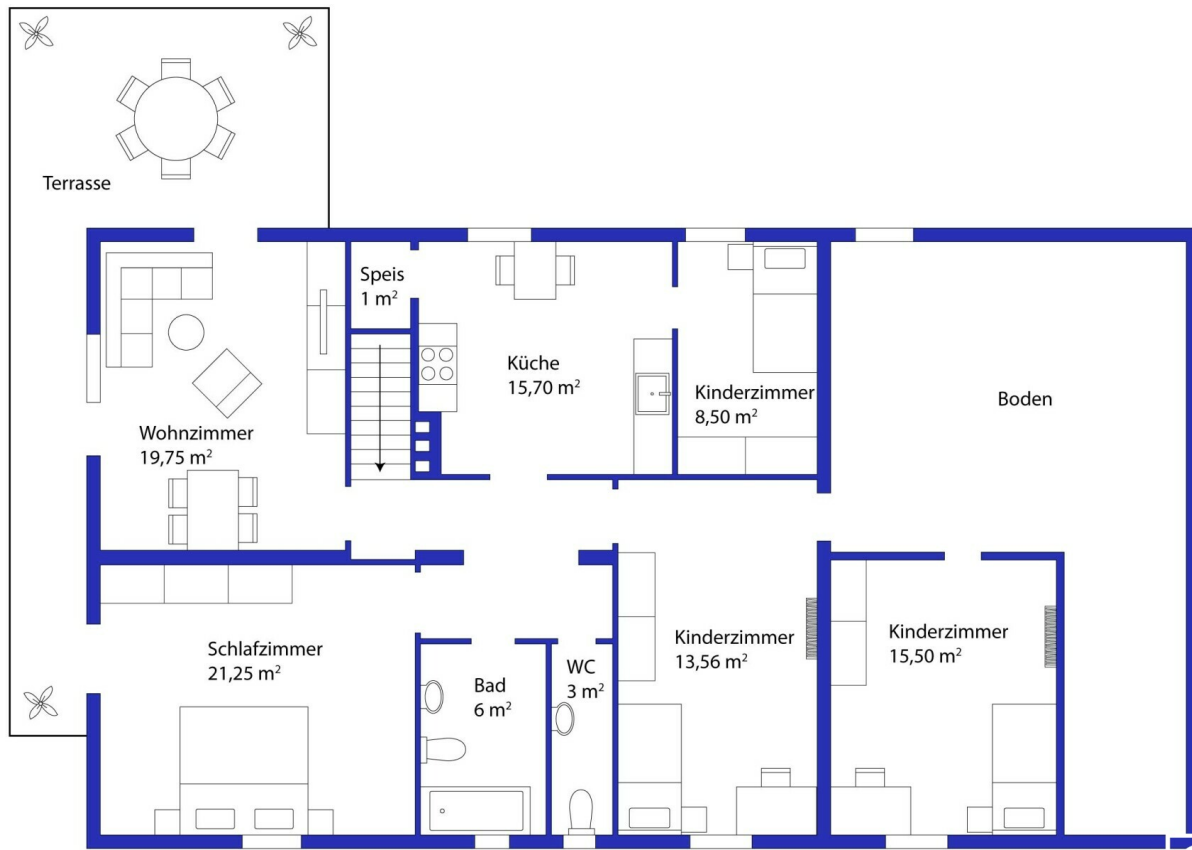 Terrasse
Speis
1 m²
Küche
15,70 m²
Kinderzimmer
8,50 m²
Boden
Wohnzimmer
19,75 m²
Schlafzimmer
21,25 m²
Bad
6 m²
WC
3 m²
Kinderzimmer
13,56 m²
Kinderzimmer
15,50 m²